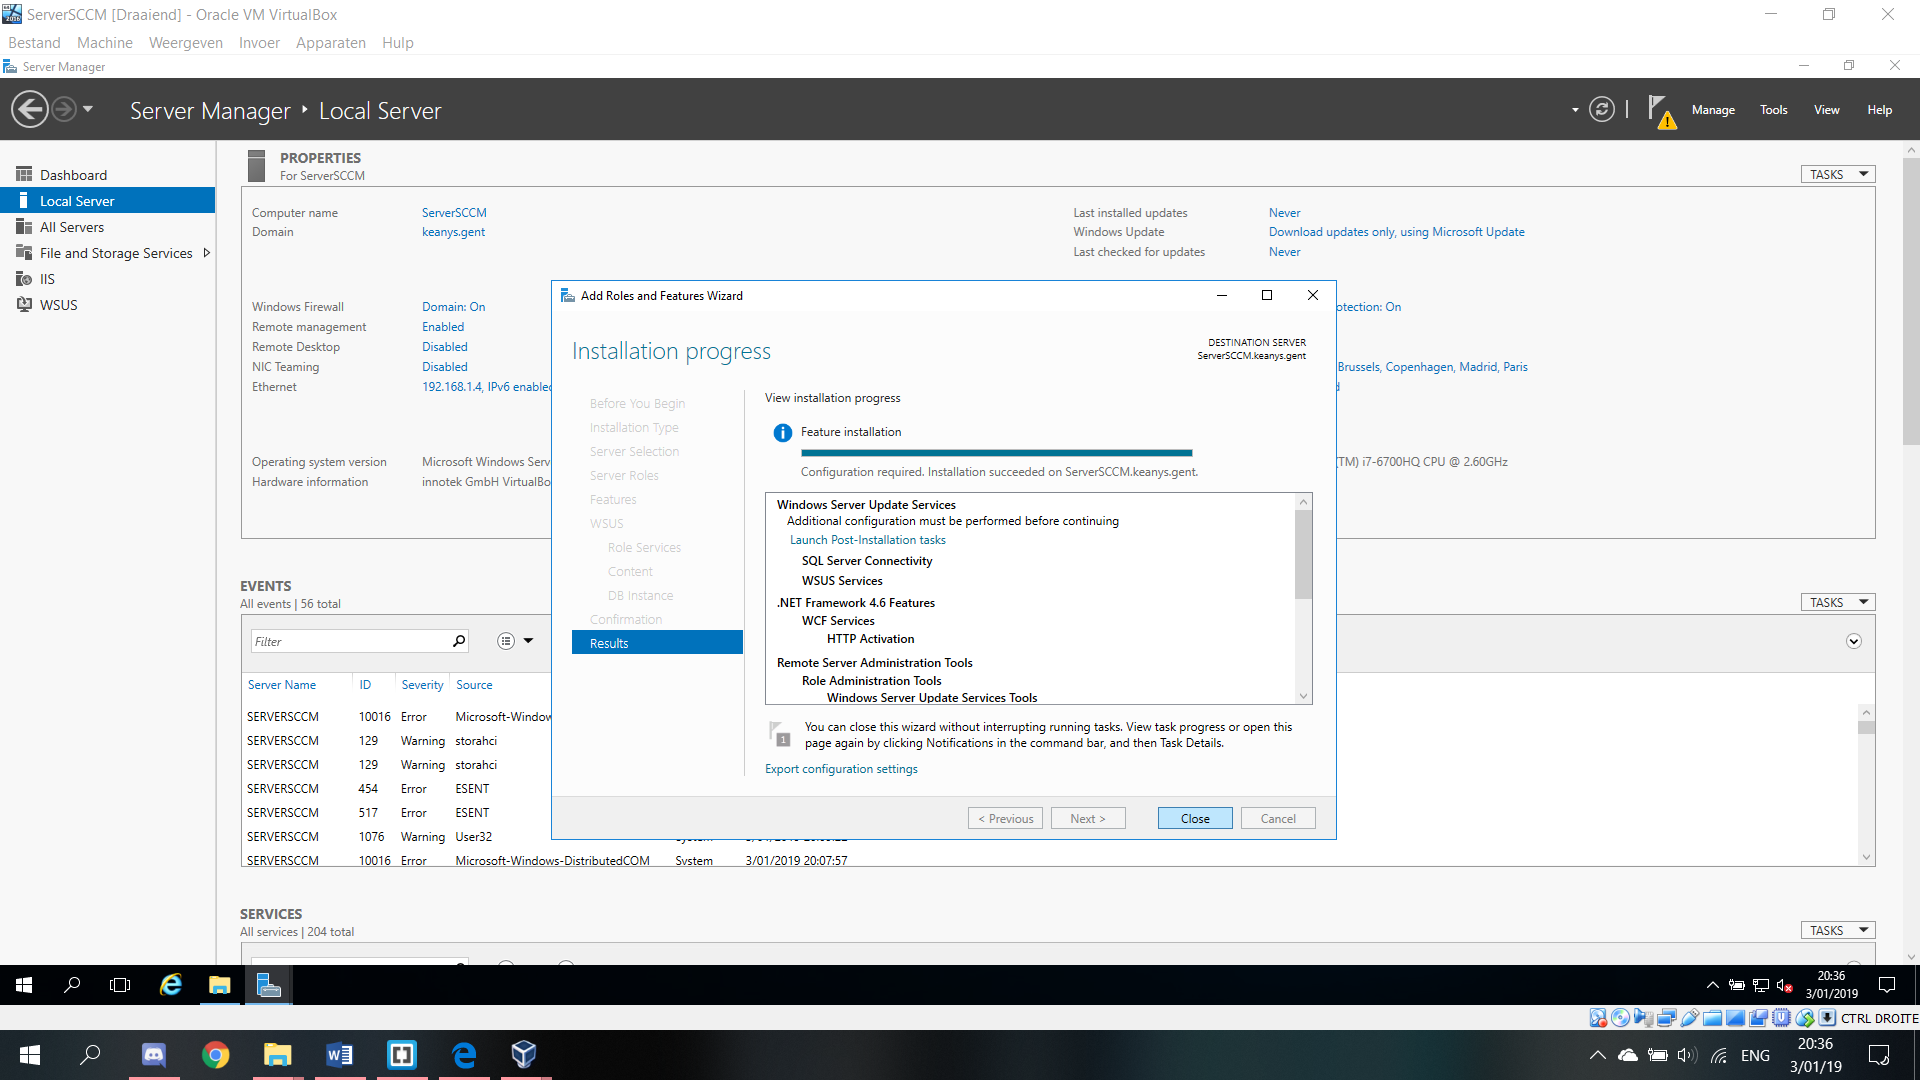 ServerSCCM [Draaiend] - Oracle VM VirtualBox
Bestand Machine Weergeven Invoer Apparaten Hulp
Server Manager
Server Manager ‣ Local Server
Manage Tools View Help
Dashboard
Local Server
All Servers
File and Storage Services
IIS
WSUS
PROPERTIES
For ServerSCCM
TASKS
Computer name ServerSCCM
Domain keanys.gent
Last installed updates Never
Windows Update Download updates only, using Microsoft Update
Last checked for updates Never
Windows Firewall Domain: On
Remote management Enabled
Remote Desktop Disabled
NIC Teaming Disabled
Ethernet 192.168.1.4, IPv6 enabled
otection: On
Brussels, Copenhagen, Madrid, Paris
Operating system version Microsoft Windows Serv
Hardware information innotek GmbH VirtualBo
(TM) i7-6700HQ CPU @ 2.60GHz
Add Roles and Features Wizard
Installation progress
DESTINATION SERVER
ServerSCCM.keanys.gent
Before You Begin
Installation Type
Server Selection
Server Roles
Features
WSUS
Role Services
Content
DB Instance
Confirmation
Results
View installation progress
Feature installation
Configuration required. Installation succeeded on ServerSCCM.keanys.gent.
Windows Server Update Services
Additional configuration must be performed before continuing
Launch Post-Installation tasks
SQL Server Connectivity
WSUS Services
.NET Framework 4.6 Features
WCF Services
HTTP Activation
Remote Server Administration Tools
Role Administration Tools
Windows Server Update Services Tools
1
You can close this wizard without interrupting running tasks. View task progress or open this
page again by clicking Notifications in the command bar, and then Task Details.
Export configuration settings
< Previous Next > Close Cancel
EVENTS
All events | 56 total
TASKS
Filter
Server Name ID Severity Source
SERVERSCCM 10016 Error Microsoft-Window
SERVERSCCM 129 Warning storahci
SERVERSCCM 129 Warning storahci
SERVERSCCM 454 Error ESENT
SERVERSCCM 517 Error ESENT
SERVERSCCM 1076 Warning User32
SERVERSCCM 10016 Error Microsoft-Windows-DistributedCOM System 3/01/2019 20:07:57
SERVICES
All services | 204 total
TASKS
20:36
3/01/2019
CTRL DROITE
ENG
20:36
3/01/19